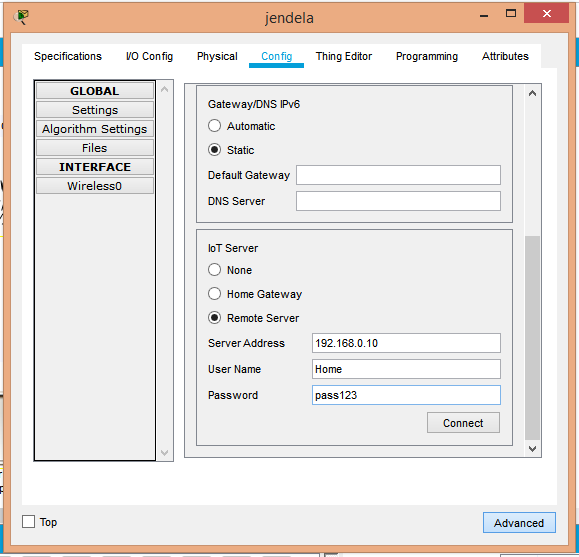 jendela
Specifications I/O Config Physical Config Thing Editor Programming Attributes
GLOBAL
Settings
Algorithm Settings
Files
INTERFACE
Wireless0
Gateway/DNS IPv6
Automatic
Static
Default Gateway
DNS Server
IoT Server
None
Home Gateway
Remote Server
Server Address 192.168.0.10
User Name Home
Password pass123
Connect
Top
Advanced